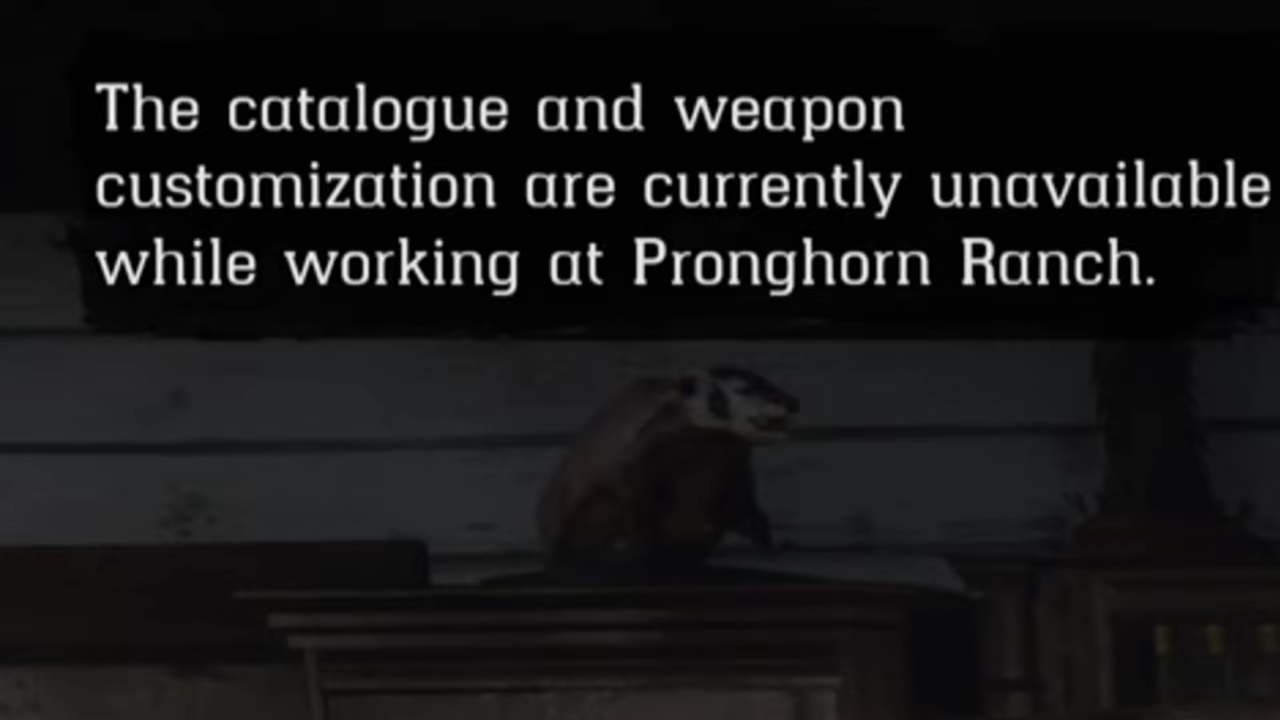 The catalogue and weapon
customization are currently unavailable
while working at Pronghorn Ranch.